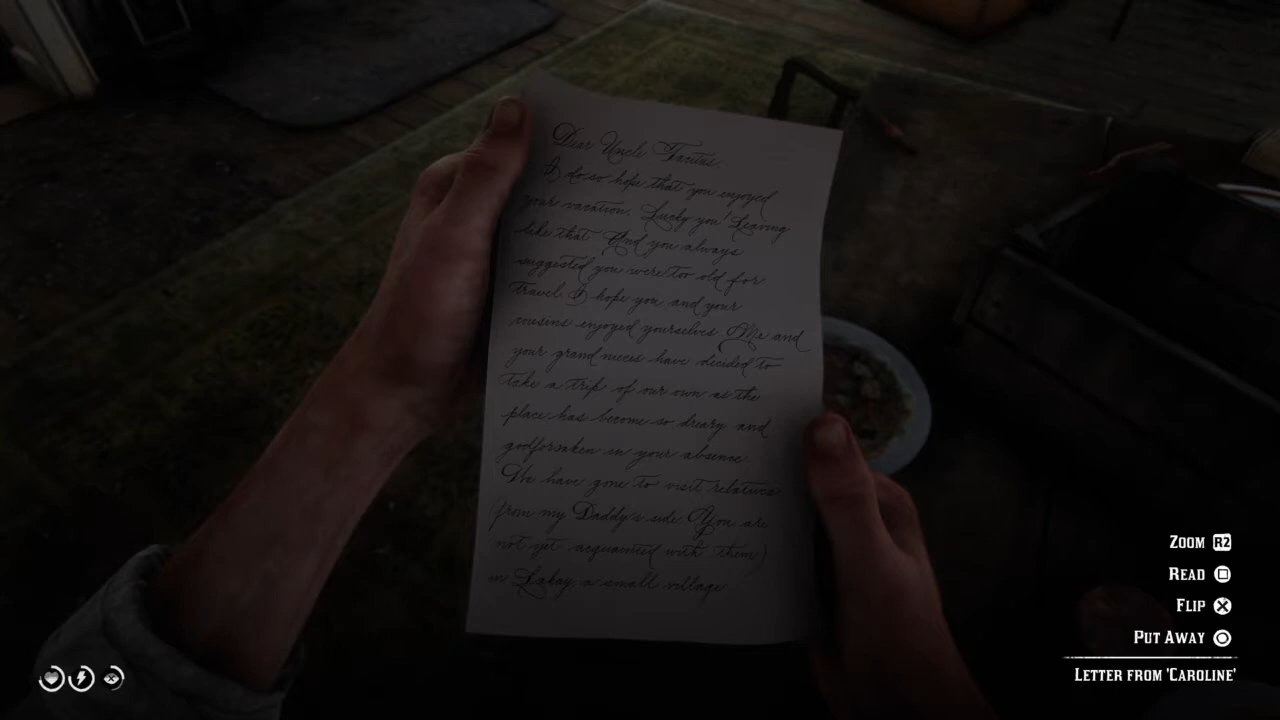 Dear Uncle Tacitus,
I do so hope that you enjoyed
your vacation. Lucky you! Leaving
like that. And you always
suggested you were too old for
travel. I hope you and your
cousins enjoyed yourselves. Me and
your grand nieces have decided to
take a trip of our own as the
place has become so dreary and
godforsaken in your absence.
We have gone to visit relatives
(from my Daddy's side. You are
not yet acquainted with them)
in Lakay, a small village
ZOOM R2
READ
FLIP
PUT AWAY
LETTER FROM 'CAROLINE'